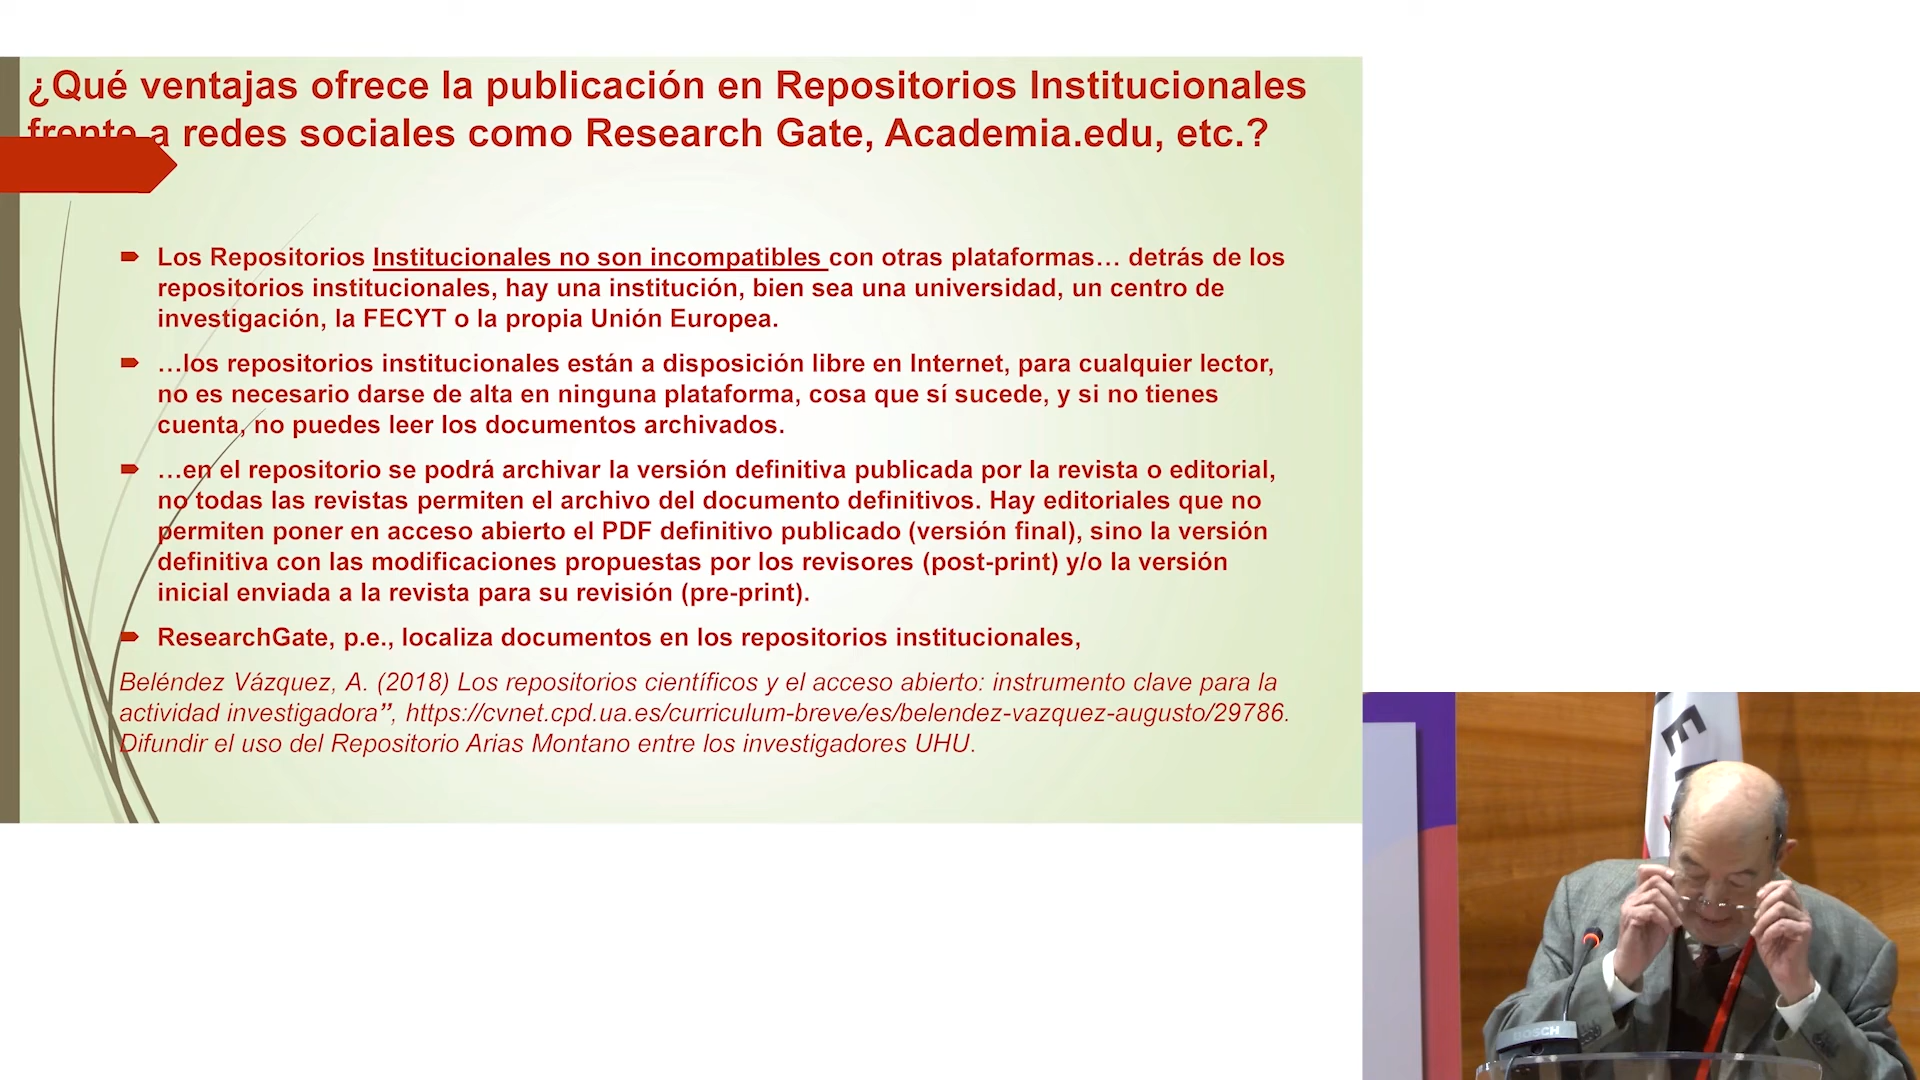 ¿Qué ventajas ofrece la publicación en Repositorios Institucionales
frente a redes sociales como Research Gate, Academia.edu, etc.?
Los Repositorios Institucionales no son incompatibles con otras plataformas… detrás de los
repositorios institucionales, hay una institución, bien sea una universidad, un centro de
investigación, la FECYT o la propia Unión Europea.
…los repositorios institucionales están a disposición libre en Internet, para cualquier lector,
no es necesario darse de alta en ninguna plataforma, cosa que sí sucede, y si no tienes
cuenta, no puedes leer los documentos archivados.
…en el repositorio se podrá archivar la versión definitiva publicada por la revista o editorial,
no todas las revistas permiten el archivo del documento definitivos. Hay editoriales que no
permiten poner en acceso abierto el PDF definitivo publicado (versión final), sino la versión
definitiva con las modificaciones propuestas por los revisores (post-print) y/o la versión
inicial enviada a la revista para su revisión (pre-print).
ResearchGate, p.e., localiza documentos en los repositorios institucionales,
Beléndez Vázquez, A. (2018) Los repositorios científicos y el acceso abierto: instrumento clave para la
actividad investigadora”, https://cvnet.cpd.ua.es/curriculum-breve/es/belendez-vazquez-augusto/29786.
Difundir el uso del Repositorio Arias Montano entre los investigadores UHU.
BOSCH